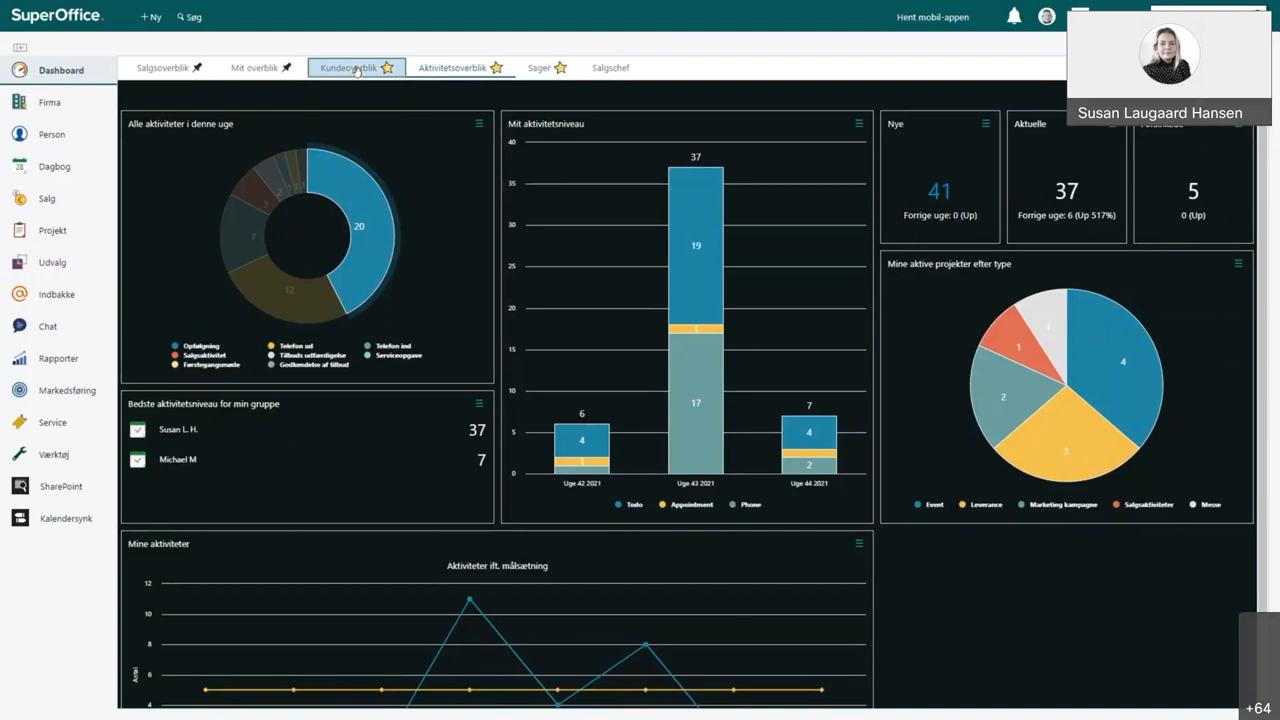 SuperOffice.
+ Ny
Søg
Hent mobil-appen
Susan Laugaard Hansen
Dashboard
Firma
Person
28
Dagbog
Salg
Projekt
Udvalg
Indbakke
Chat
Rapporter
Markedsføring
Service
Værktøj
SharePoint
Kalendersynk
Salgsoverblik
Mit overblik
Kundeoverblik
Aktivitetsoverblik
Sager
Salgschef
Alle aktiviteter i denne uge
20
12
7
3
2
Opfølgning
Telefon ud
Telefon ind
Salgsaktivitet
Tilbuds udfærdigelse
Serviceopgave
Førstegangsmøde
Godkendelse af tilbud
Bedste aktivitetsniveau for min gruppe
Susan L. H.
37
Michael M
7
Mit aktivitetsniveau
40
35
30
25
20
15
10
5
0
6
4
1
37
19
1
17
7
4
2
Uge 42 2021
Uge 43 2021
Uge 44 2021
Todo
Appointment
Phone
Nye
41
Forrige uge: 0 (Up)
Aktuelle
37
Forrige uge: 6 (Up 517%)
5
0 (Up)
Mine aktive projekter efter type
4
3
2
1
1
Event
Leverance
Marketing kampagne
Salgsaktiviteter
Messe
Mine aktiviteter
Aktiviteter ift. målsætning
12
10
8
6
4
Antal
+64